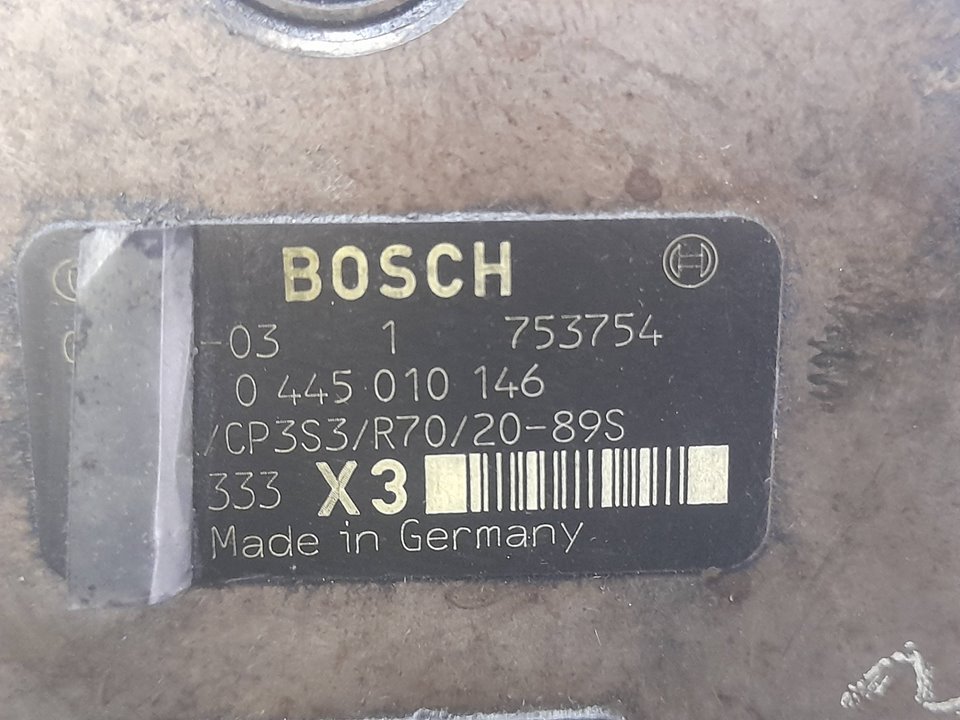 BOSCH
-03 1 753754
0 445 010 146
/CP3S3/R70/20-89S
333 X3
Made in Germany